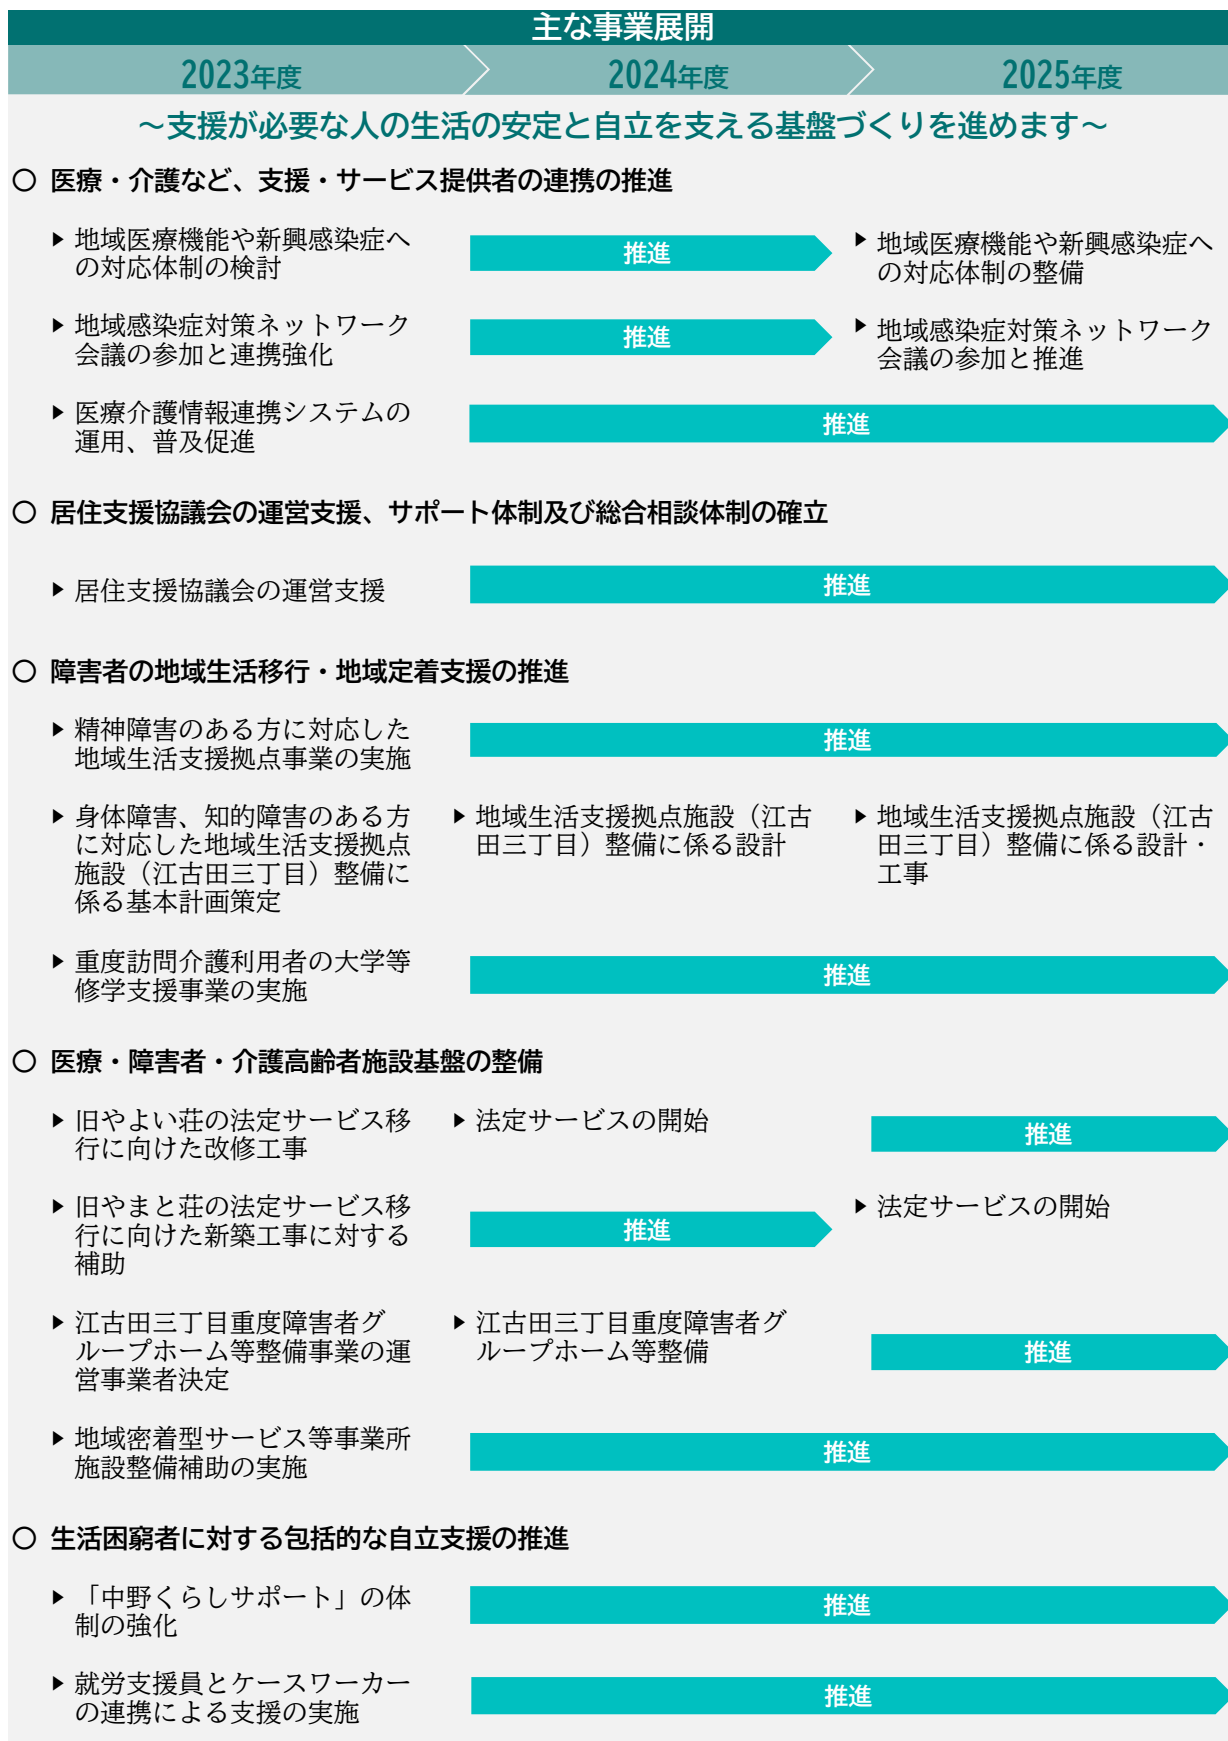 主な事業展開
2023年度
2024年度
2025年度
～支援が必要な人の生活の安定と自立を支える基盤づくりを進めます～
○ 医療・介護など、支援・サービス提供者の連携の推進
▶ 地域医療機能や新興感染症へ
の対応体制の検討
推進
▶ 地域医療機能や新興感染症へ
の対応体制の整備
▶ 地域感染症対策ネットワーク
会議の参加と連携強化
推進
▶ 地域感染症対策ネットワーク
会議の参加と推進
▶ 医療介護情報連携システムの
運用、普及促進
推進
○ 居住支援協議会の運営支援、サポート体制及び総合相談体制の確立
▶ 居住支援協議会の運営支援
推進
○ 障害者の地域生活移行・地域定着支援の推進
▶ 精神障害のある方に対応した
地域生活支援拠点事業の実施
推進
▶ 身体障害、知的障害のある方
に対応した地域生活支援拠点
施設（江古田三丁目）整備に
係る基本計画策定
▶ 地域生活支援拠点施設（江古
田三丁目）整備に係る設計
▶ 地域生活支援拠点施設（江古
田三丁目）整備に係る設計・
工事
▶ 重度訪問介護利用者の大学等
修学支援事業の実施
推進
○ 医療・障害者・介護高齢者施設基盤の整備
▶ 旧やよい荘の法定サービス移
行に向けた改修工事
▶ 法定サービスの開始
推進
▶ 旧やまと荘の法定サービス移
行に向けた新築工事に対する
補助
推進
▶ 法定サービスの開始
▶ 江古田三丁目重度障害者グ
ループホーム等整備事業の運
営事業者決定
▶ 江古田三丁目重度障害者グ
ループホーム等整備
推進
▶ 地域密着型サービス等事業所
施設整備補助の実施
推進
○ 生活困窮者に対する包括的な自立支援の推進
▶ 「中野くらしサポート」の体
制の強化
推進
▶ 就労支援員とケースワーカー
の連携による支援の実施
推進